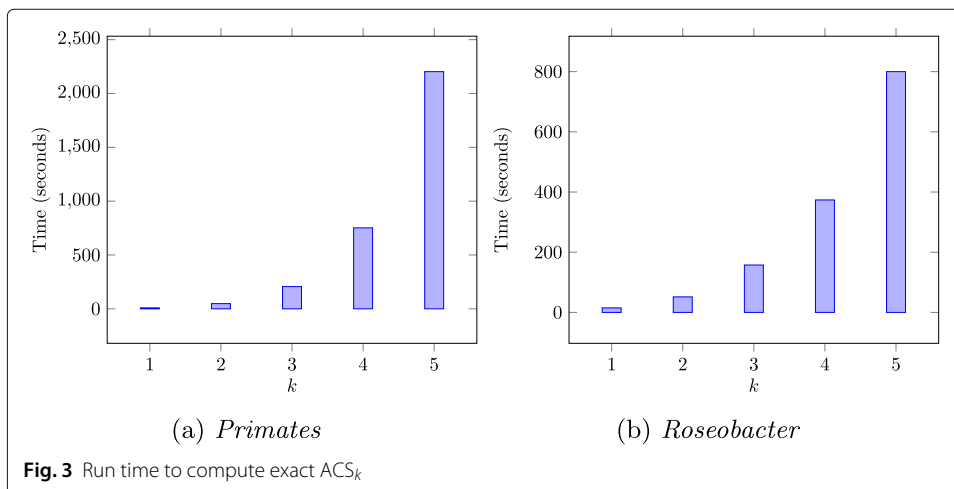 2,500
2,000
1,500
1,000
500
0
Time (seconds)
1 2 3 4 5
k
(a) Primates
800
600
400
200
0
Time (seconds)
1 2 3 4 5
k
(b) Roseobacter
Fig. 3 Run time to compute exact ACSk